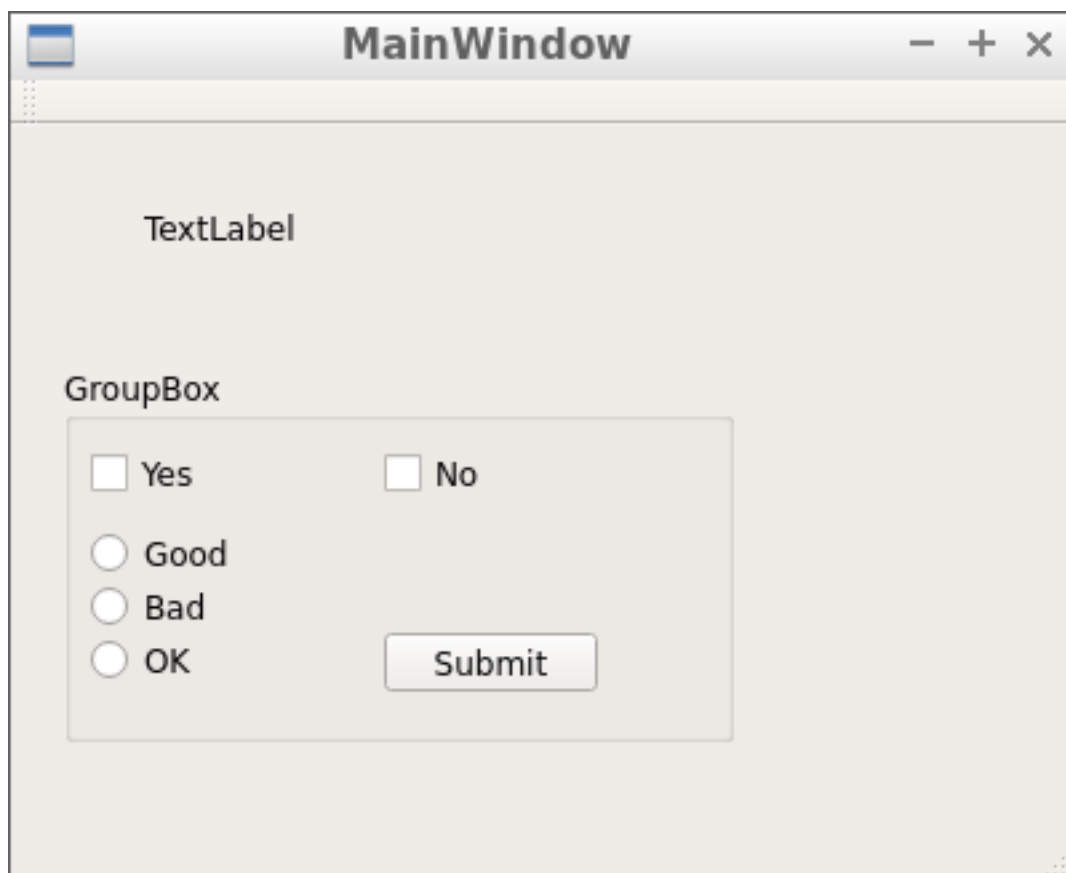 MainWindow
TextLabel
GroupBox
Yes No
Good
Bad
OK Submit